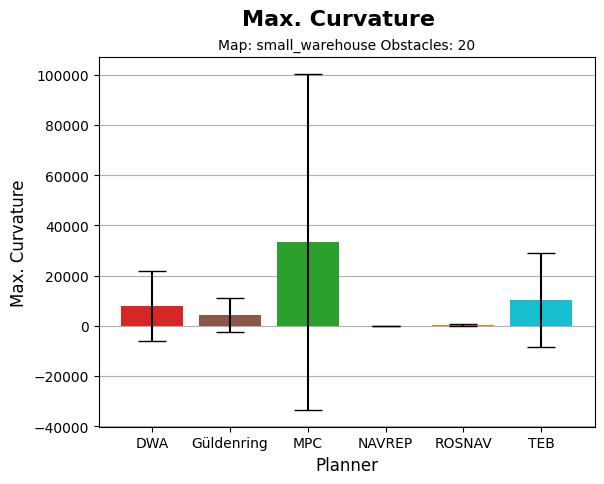 Max. Curvature
Map: small_warehouse Obstacles: 20
Max. Curvature
100000
80000
60000
40000
20000
0
−20000
−40000
DWA Güldenring MPC NAVREP ROSNAV TEB
Planner